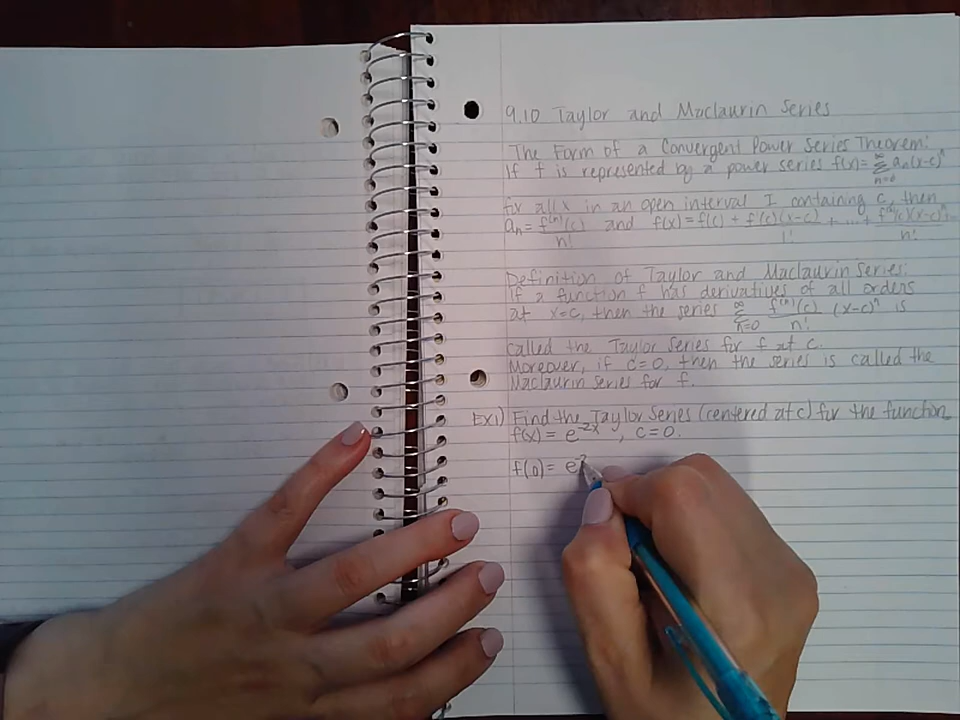 9.10 Taylor and Maclaurin Series
The Form of a Convergent Power Series Theorem:
If f is represented by a power series f(x) = ∞∑n=0 aₙ(x-c)ⁿ
for all x in an open interval I containing c, then
aₙ = f⁽ⁿ⁾(c)/n! and f(x) = f(c) + f'(c)(x-c)/1! + ... + f⁽ⁿ⁾(c)(x-c)ⁿ/n!
Definition of Taylor and Maclaurin Series:
If a function f has derivatives of all orders
at x=c, then the series ∞∑n=0 f⁽ⁿ⁾(c)/n! (x-c)ⁿ is
called the Taylor Series for f at c.
Moreover, if c=0, then the series is called the
Maclaurin series for f.
Ex1) Find the Taylor Series (centered at c) for the function
f(x) = e^-2x, c=0.
f(0) = e^-2